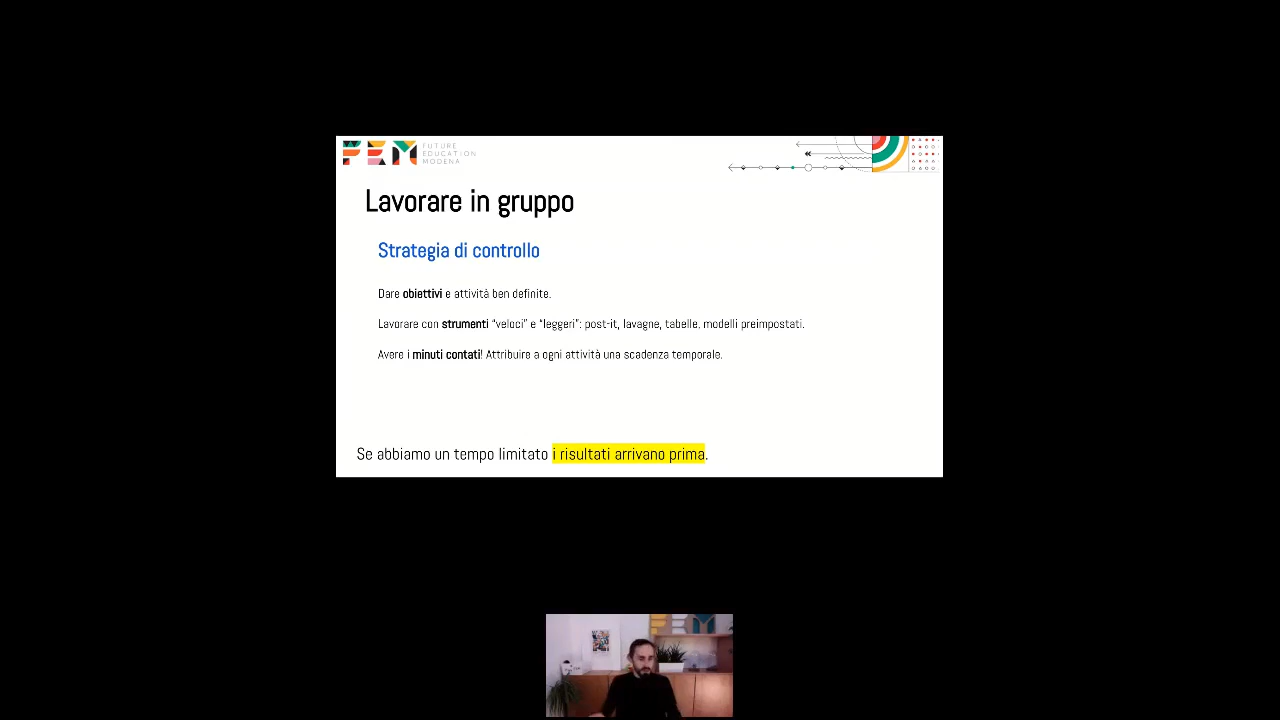 FEM
FUTURE
EDUCATION
MODENA
Lavorare in gruppo
Strategia di controllo
Dare obiettivi e attività ben definite.
Lavorare con strumenti “veloci” e “leggeri”: post-it, lavagne, tabelle, modelli preimpostati.
Avere i minuti contati! Attribuire a ogni attività una scadenza temporale.
Se abbiamo un tempo limitato i risultati arrivano prima.
FEM